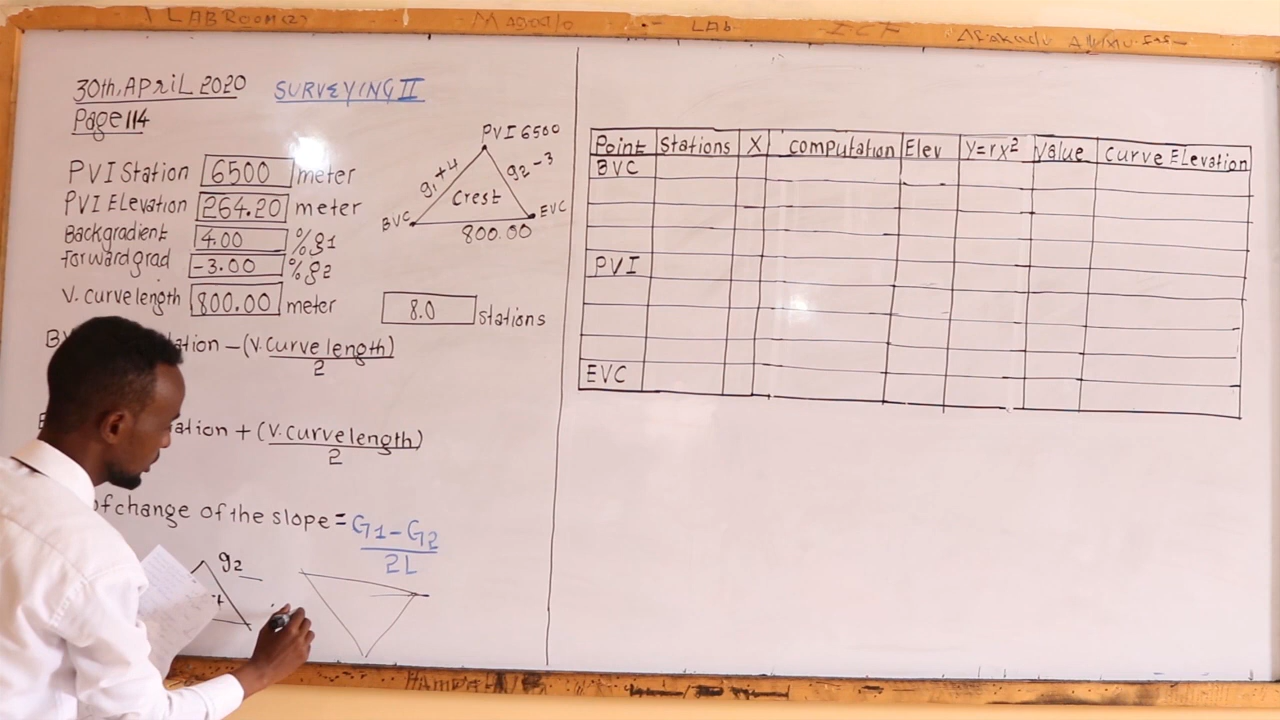 LAB ROOM(2)
LAb
30th, APriL 2020 SURVEYING II
Page 114
PVI Station 6500 meter
PVI Elevation 264.20 meter
Backgradient 4.00 % g1
forward grad -3.00 % g2
V. curve length 800.00 meter 8.0 stations
PVI 6500
g1 +4 g2 -3
Crest
BVC EVC
800.00
ation - (V. curve length)
2
ation + (V. curve length)
2
of change of the slope = G1 - G2
2L
g2
Point Stations X computation Elev Y=rx² Value Curve Elevation
BVC
PVI
EVC